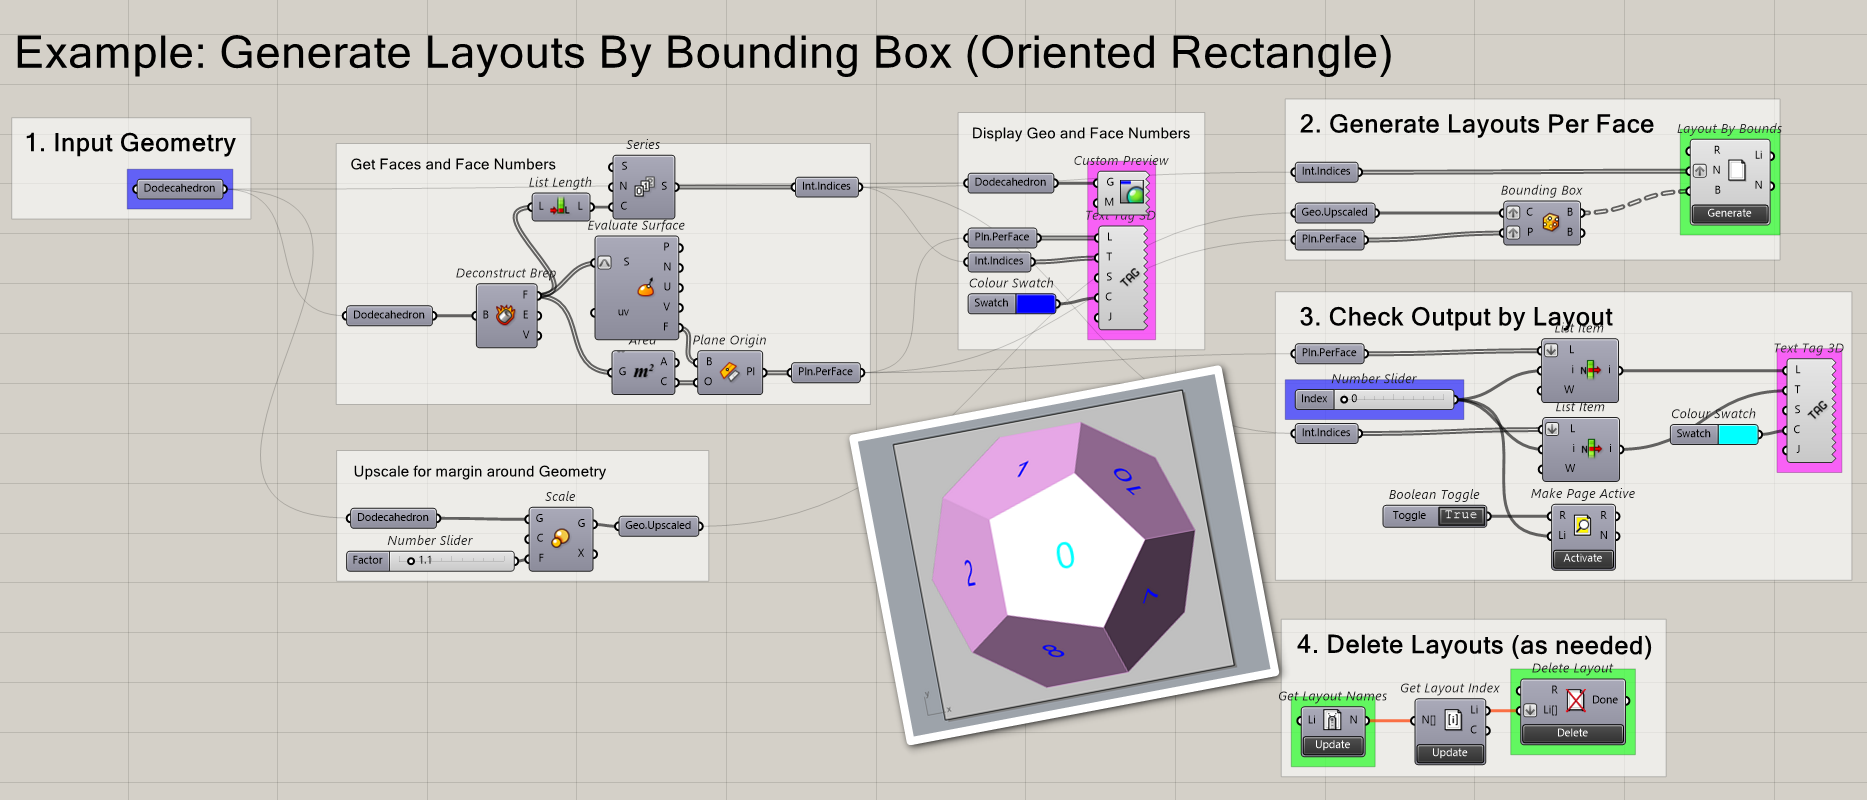 Example: Generate Layouts By Bounding Box (Oriented Rectangle)
1. Input Geometry
Dodecahedron
Get Faces and Face Numbers
Series
S
N
C
S
List Length
L
L
Int.Indices
Evaluate Surface
S
uv
P
N
U
V
F
Deconstruct Brep
B
F
E
V
Dodecahedron
Area
G
m²
A
C
Plane Origin
B
O
Pl
Pln.PerFace
Upscale for margin around Geometry
Dodecahedron
Scale
G
C
F
G
X
Geo.Upscaled
Number Slider
Factor
1.1
Display Geo and Face Numbers
Custom Preview
Dodecahedron
G
M
Text Tag 3D
Pln.PerFace
Int.Indices
Colour Swatch
Swatch
L
T
S
C
J
TAG
1
10
2
0
7
8
y
x
2. Generate Layouts Per Face
Layout By Bounds
R
N
B
Li
N
Generate
Int.Indices
Geo.Upscaled
Pln.PerFace
Bounding Box
C
P
B
B
3. Check Output by Layout
List Item
L
i
W
N
i
Pln.PerFace
Number Slider
Index
0
Int.Indices
List Item
L
i
W
N
i
Colour Swatch
Swatch
Text Tag 3D
L
T
S
C
J
TAG
Boolean Toggle
Toggle
True
Make Page Active
R
Li
R
N
Activate
4. Delete Layouts (as needed)
Get Layout Names
Li
N
Update
Get Layout Index
N[]
[i]
Li
C
Update
Delete Layout
R
Li[]
Done
Delete